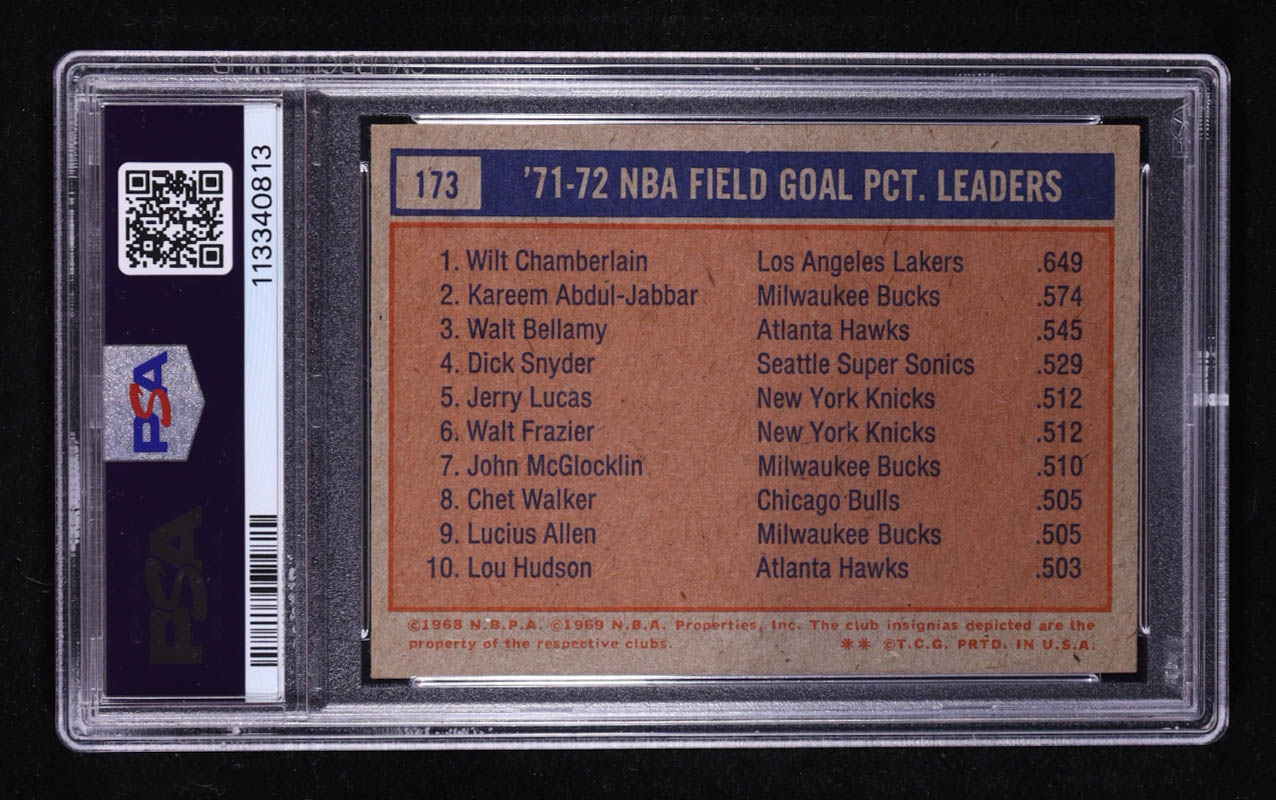 113340813
PSA
PSA
PSA
173 '71-72 NBA FIELD GOAL PCT. LEADERS
1. Wilt Chamberlain Los Angeles Lakers .649
2. Kareem Abdul-Jabbar Milwaukee Bucks .574
3. Walt Bellamy Atlanta Hawks .545
4. Dick Snyder Seattle Super Sonics .529
5. Jerry Lucas New York Knicks .512
6. Walt Frazier New York Knicks .512
7. John McGlocklin Milwaukee Bucks .510
8. Chet Walker Chicago Bulls .505
9. Lucius Allen Milwaukee Bucks .505
10. Lou Hudson Atlanta Hawks .503
©1968 N.B.P.A. ©1969 N.B.A. Properties, Inc. The club insignias depicted are the
property of the respective clubs. ** ©T.C.G. PRTD. IN U.S.A.